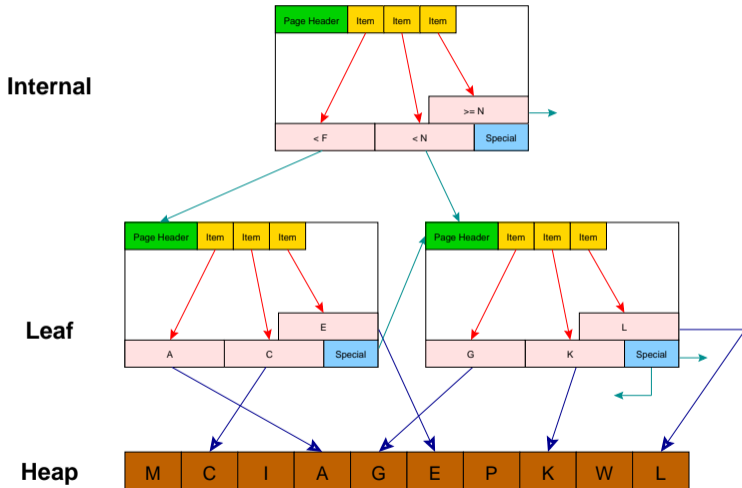 Page Header Item Item Item
Internal
>= N
< F < N Special
Page Header Item Item Item Page Header Item Item Item
Leaf
E L
A C Special G K Special
Heap M C I A G E P K W L